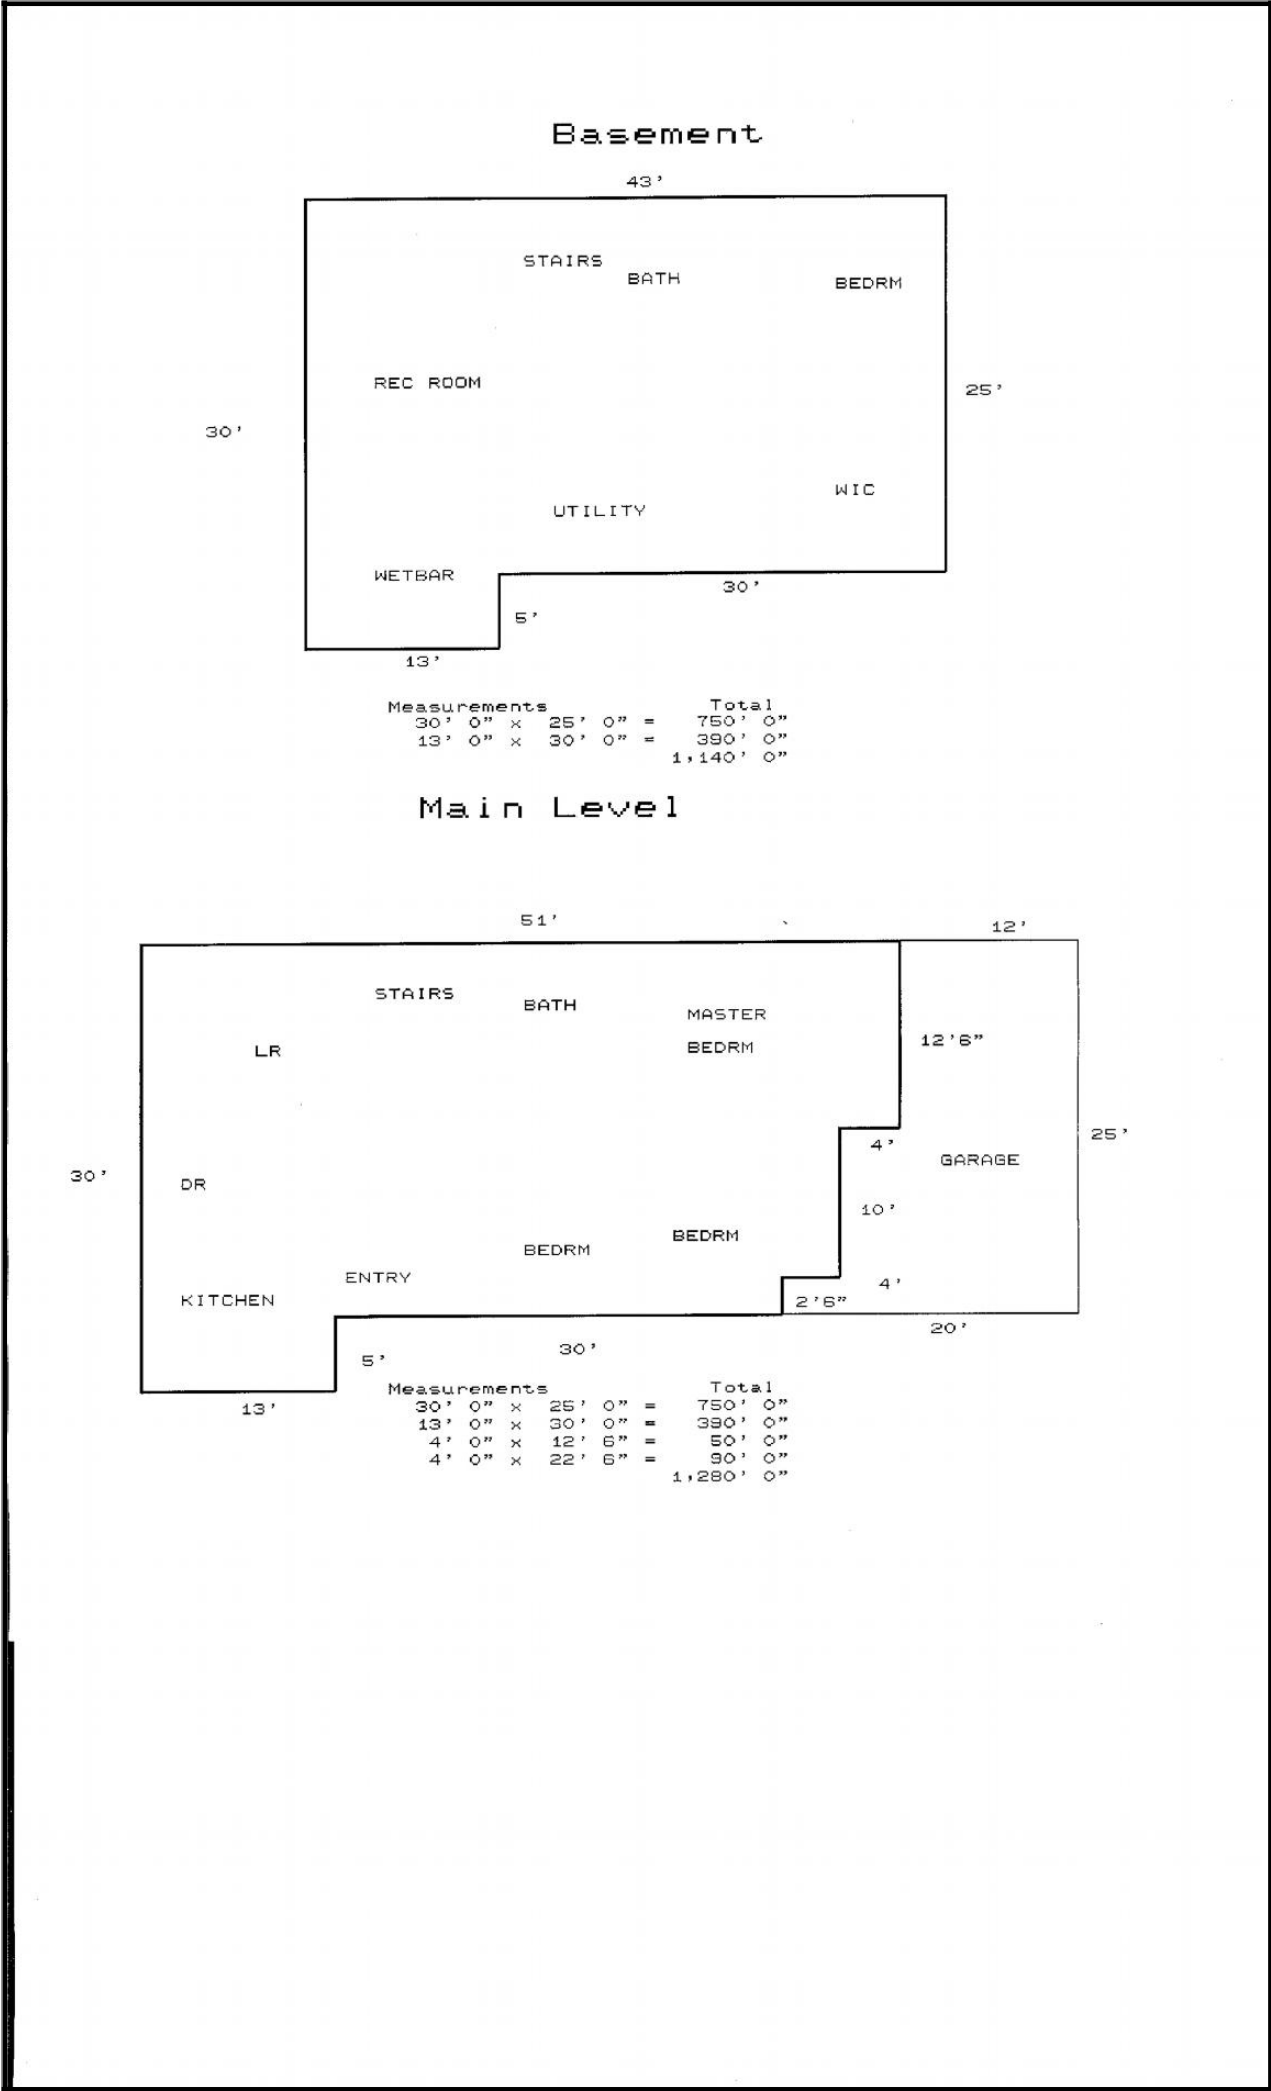 Basement
43'
STAIRS
BATH
BEDRM
REC ROOM
25'
30'
WIC
UTILITY
WETBAR
30'
5'
13'
Measurements Total
30' 0" x 25' 0" = 750' 0"
13' 0" x 30' 0" = 390' 0"
1,140' 0"
Main Level
51'
12'
STAIRS
BATH
MASTER
BEDRM
LR
12'6"
25'
4'
GARAGE
30'
DR
10'
BEDRM
BEDRM
ENTRY
4'
KITCHEN
2'6"
20'
30'
5'
13'
Measurements Total
30' 0" x 25' 0" = 750' 0"
13' 0" x 30' 0" = 390' 0"
4' 0" x 12' 6" = 50' 0"
4' 0" x 22' 6" = 90' 0"
1,280' 0"